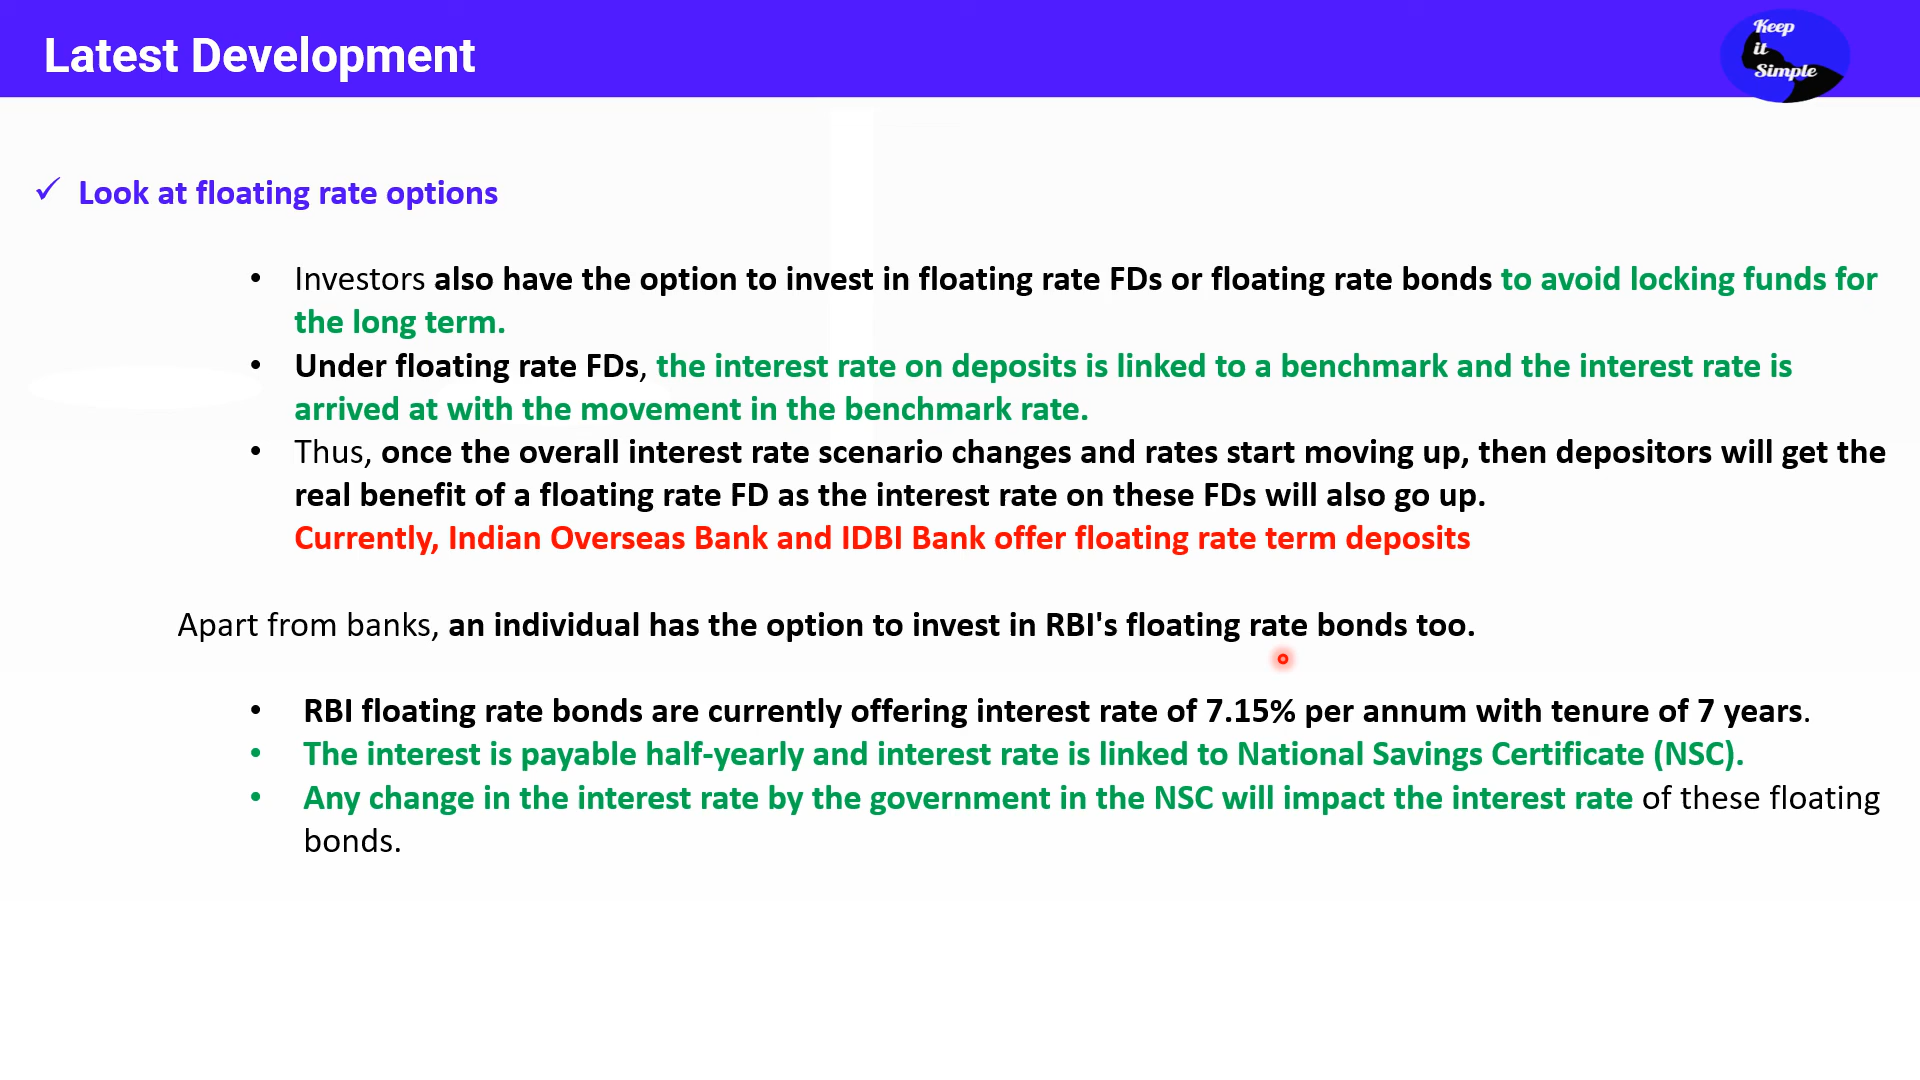 Latest Development
Keep
it
Simple
✓ Look at floating rate options
• Investors also have the option to invest in floating rate FDs or floating rate bonds to avoid locking funds for
the long term.
• Under floating rate FDs, the interest rate on deposits is linked to a benchmark and the interest rate is
arrived at with the movement in the benchmark rate.
• Thus, once the overall interest rate scenario changes and rates start moving up, then depositors will get the
real benefit of a floating rate FD as the interest rate on these FDs will also go up.
Currently, Indian Overseas Bank and IDBI Bank offer floating rate term deposits
Apart from banks, an individual has the option to invest in RBI's floating rate bonds too.
• RBI floating rate bonds are currently offering interest rate of 7.15% per annum with tenure of 7 years.
• The interest is payable half-yearly and interest rate is linked to National Savings Certificate (NSC).
• Any change in the interest rate by the government in the NSC will impact the interest rate of these floating
bonds.